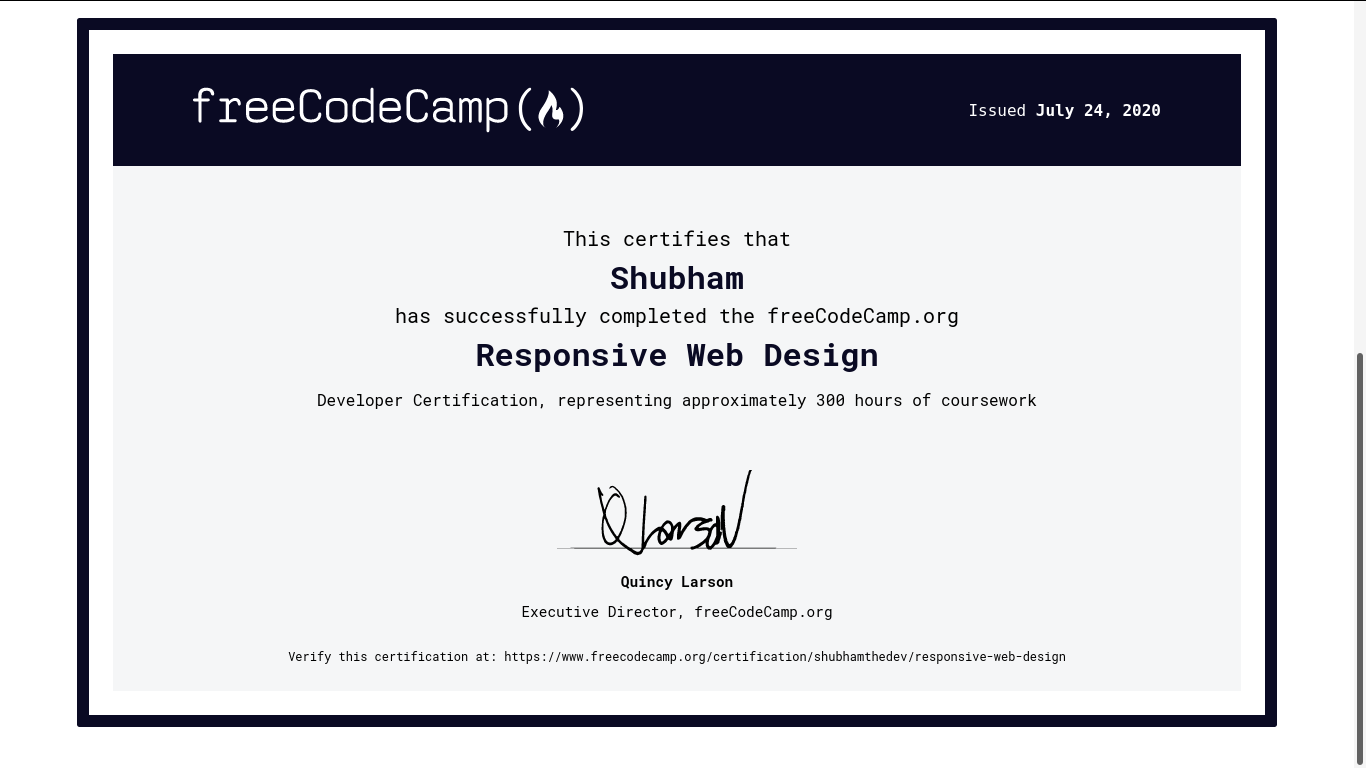 freeCodeCamp(🔥)
Issued July 24, 2020
This certifies that
Shubham
has successfully completed the freeCodeCamp.org
Responsive Web Design
Developer Certification, representing approximately 300 hours of coursework
QLarson
Quincy Larson
Executive Director, freeCodeCamp.org
Verify this certification at: https://www.freecodecamp.org/certification/shubhamthedev/responsive-web-design